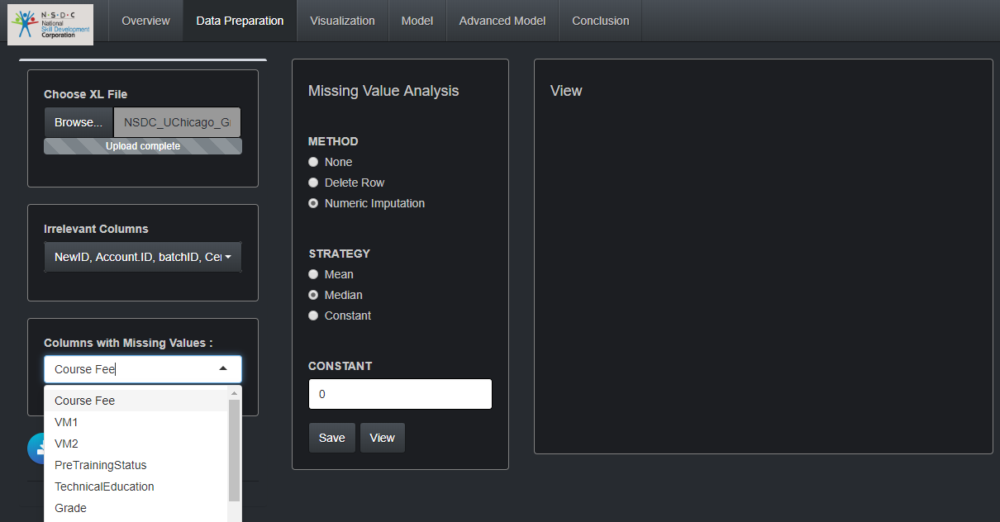 N·S·D·C
National
Skill Development
Corporation
Overview
Data Preparation
Visualization
Model
Advanced Model
Conclusion
Choose XL File
Browse...
NSDC_UChicago_G
Upload complete
Irrelevant Columns
NewID, Account.ID, batchID, Cer
Columns with Missing Values :
Course Fee
Course Fee
VM1
VM2
PreTrainingStatus
TechnicalEducation
Grade
Missing Value Analysis
METHOD
None
Delete Row
Numeric Imputation
STRATEGY
Mean
Median
Constant
CONSTANT
0
Save
View
View